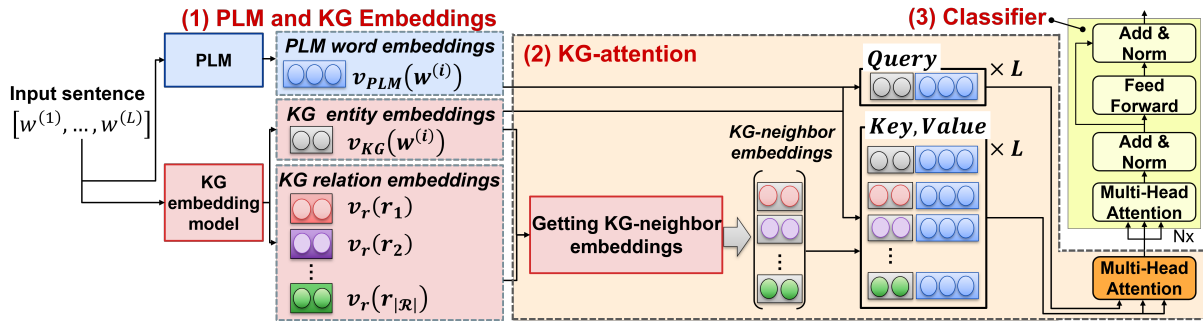 (1) PLM and KG Embeddings
PLM
PLM word embeddings
v_PLM(w^(i))
Input sentence
[w^(1), ..., w^(L)]
KG
embedding
model
KG entity embeddings
v_KG(w^(i))
KG relation embeddings
v_r(r_1)
v_r(r_2)
⋮
v_r(r_|ℛ|)
(2) KG-attention
Getting KG-neighbor
embeddings
KG-neighbor
embeddings
⋮
Query
× L
Key, Value
× L
⋮
(3) Classifier
Add &
Norm
Feed
Forward
Add &
Norm
Multi-Head
Attention
Nx
Multi-Head
Attention